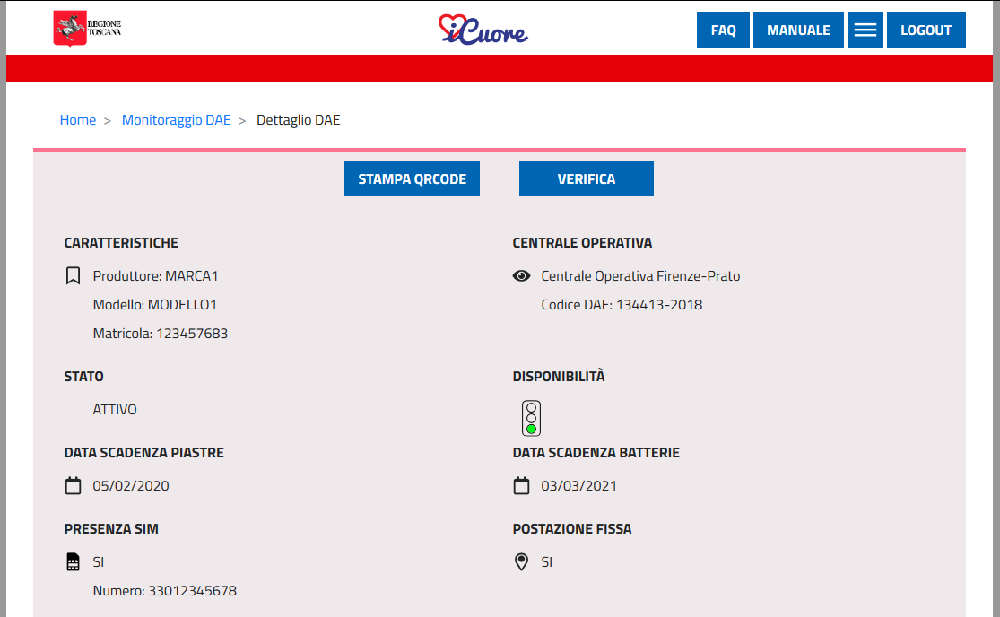 REGIONE
TOSCANA
iCuore
FAQ
MANUALE
LOGOUT
Home > Monitoraggio DAE > Dettaglio DAE
STAMPA QRCODE
VERIFICA
CARATTERISTICHE
Produttore: MARCA1
Modello: MODELLO1
Matricola: 123457683
CENTRALE OPERATIVA
Centrale Operativa Firenze-Prato
Codice DAE: 134413-2018
STATO
ATTIVO
DISPONIBILITÀ
DATA SCADENZA PIASTRE
05/02/2020
DATA SCADENZA BATTERIE
03/03/2021
PRESENZA SIM
SI
Numero: 33012345678
POSTAZIONE FISSA
SI